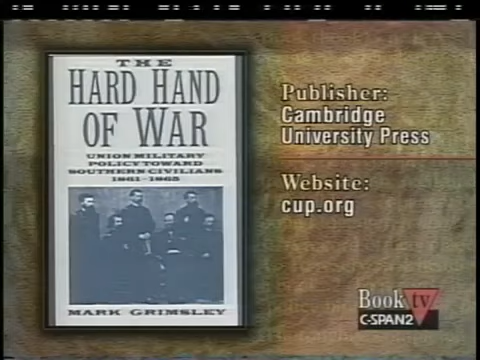 THE
HARD HAND
OF WAR
UNION MILITARY
POLICY TOWARD
SOUTHERN CIVILIANS
1861-1865
MARK GRIMSLEY
Publisher:
Cambridge
University Press
Website:
cup.org
Book tv
C-SPAN2